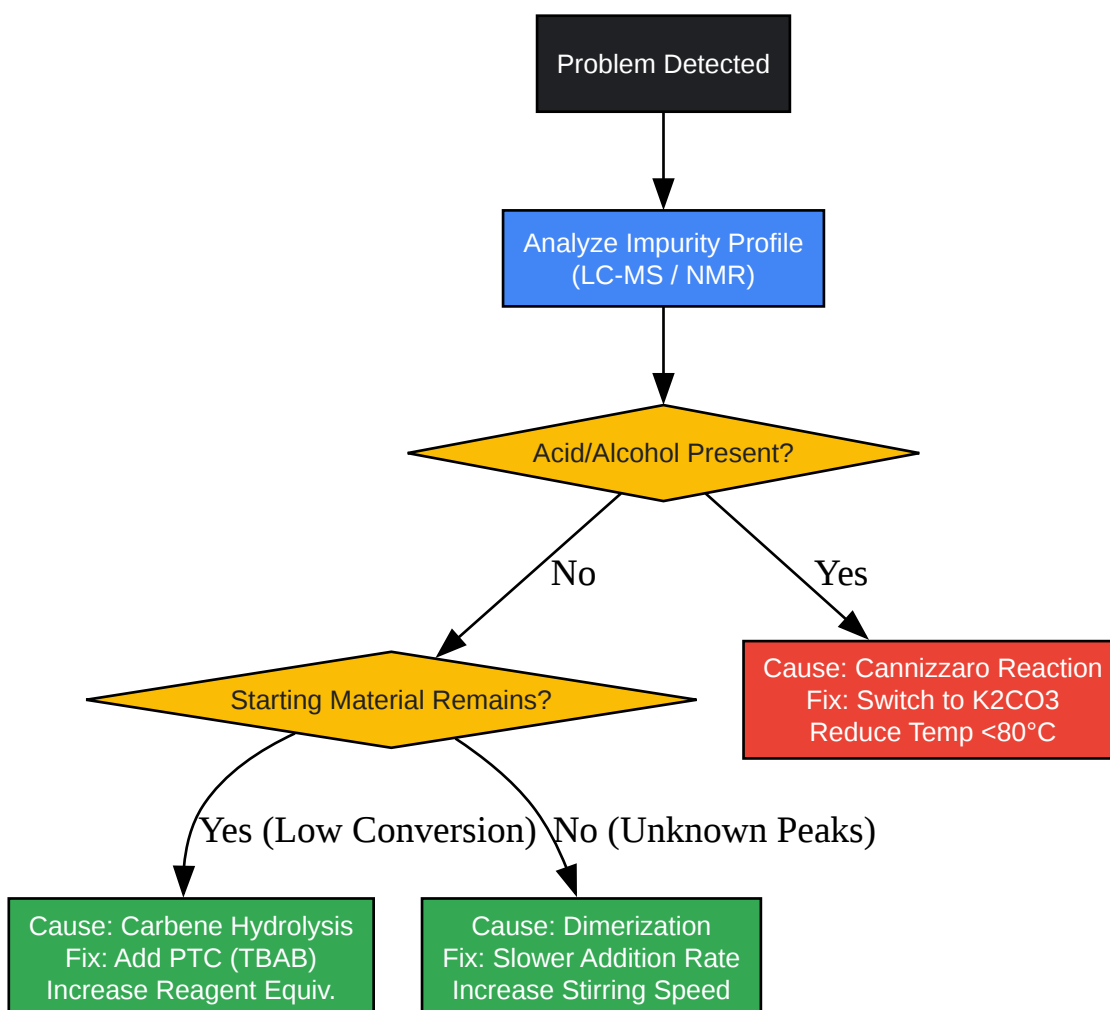 Problem Detected
Analyze Impurity Profile
(LC-MS / NMR)
Acid/Alcohol Present?
No
Yes
Starting Material Remains?
Cause: Cannizzaro Reaction
Fix: Switch to K2CO3
Reduce Temp <80°C
Yes (Low Conversion)
No (Unknown Peaks)
Cause: Carbene Hydrolysis
Fix: Add PTC (TBAB)
Increase Reagent Equiv.
Cause: Dimerization
Fix: Slower Addition Rate
Increase Stirring Speed